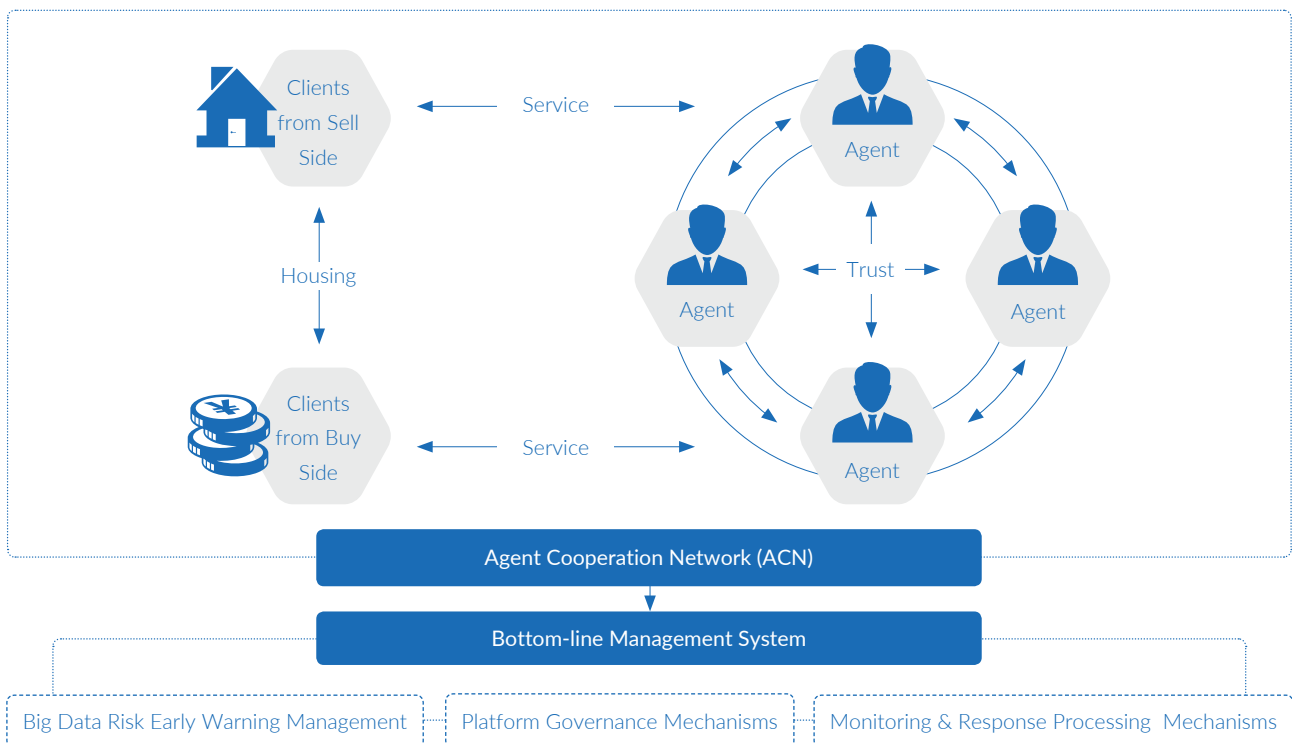 Clients
from Sell
Side
Service
Agent
Housing
Agent
Trust
Agent
Clients
from Buy
Side
Service
Agent
Agent Cooperation Network (ACN)
Bottom-line Management System
Big Data Risk Early Warning Management
Platform Governance Mechanisms
Monitoring & Response Processing Mechanisms